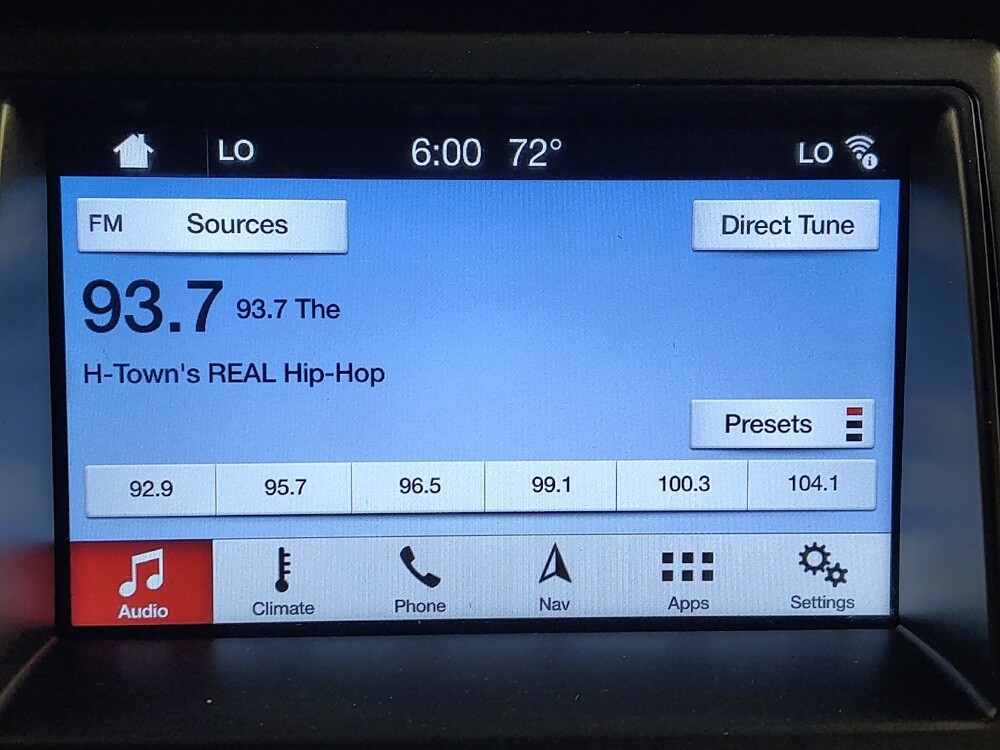 LO 6:00 72° LO
FM Sources Direct Tune
93.7 93.7 The
H-Town's REAL Hip-Hop
Presets
92.9 95.7 96.5 99.1 100.3 104.1
Audio Climate Phone Nav Apps Settings